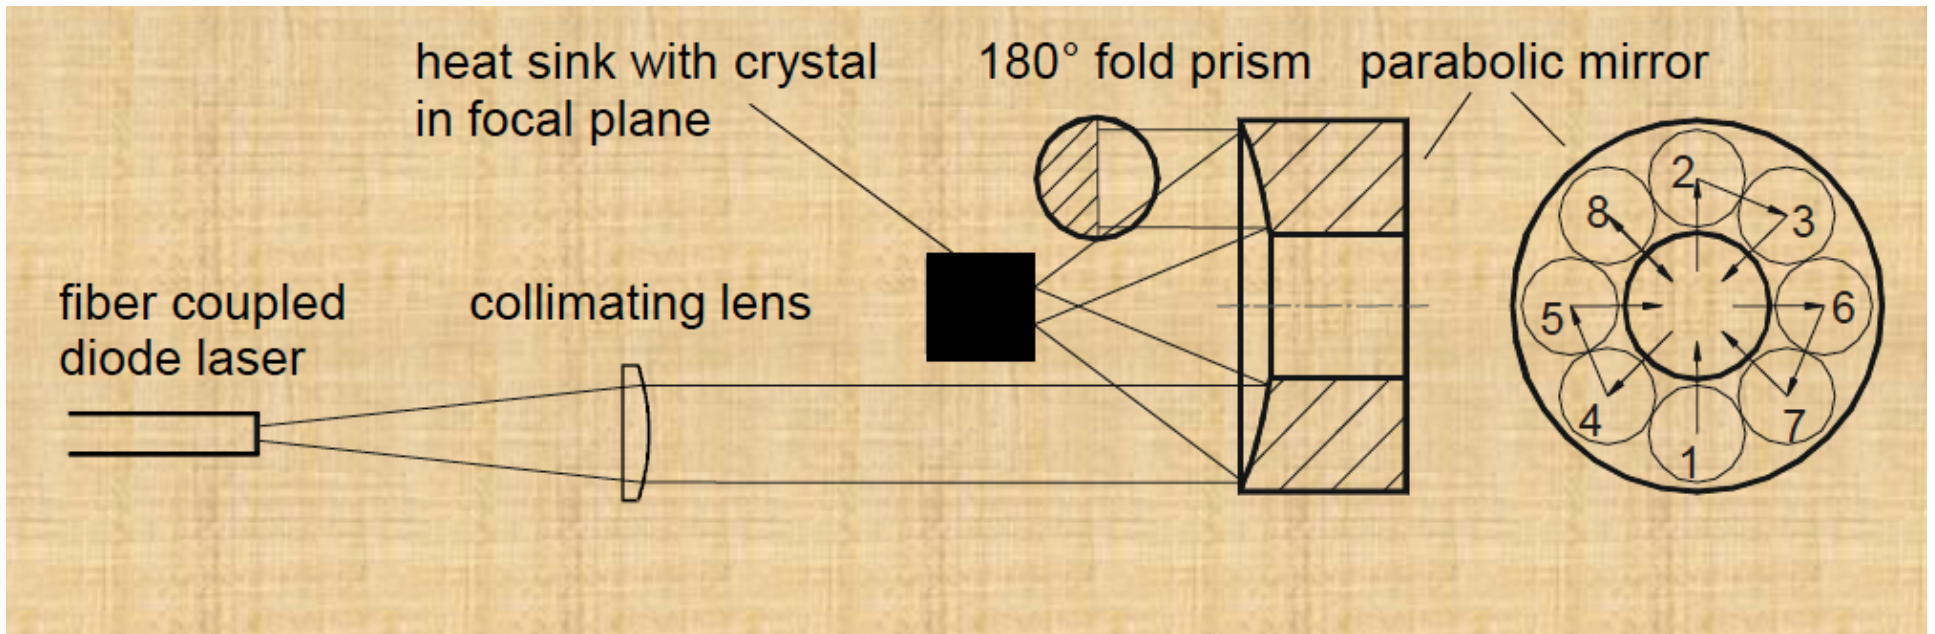 heat sink with crystal
in focal plane
180° fold prism
parabolic mirror
fiber coupled
diode laser
collimating lens
2
8
3
5
6
4
7
1